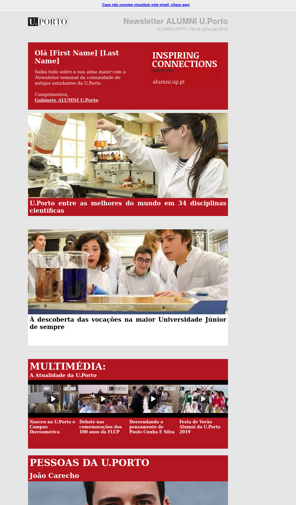 Caso não consiga visualizar este email, clique aqui
U.PORTO
Newsletter ALUMNI U.Porto
ALUMNI.UP.PT | 08 de julho de 2019
Olá [First Name] [Last
Name]
INSPIRING
CONNECTIONS
Saiba tudo sobre a sua alma mater com a
Newsletter semanal da comunidade de
antigos estudantes da U.Porto.
alumni.up.pt
Cumprimentos,
Gabinete ALUMNI U.Porto
U.Porto entre as melhores do mundo em 34 disciplinas
científicas
À descoberta das vocações na maior Universidade Júnior
de sempre
MULTIMÉDIA:
A Atualidade da U.Porto
Nasceu na U.Porto o
Campus
Iberoamerica
Debate nas
comemorações dos
100 anos da FLUP
Desvendando o
pensamento de
Paulo Cunha E Silva
Festa de Verão
Alumni da U.Porto
2019
PESSOAS DA U.PORTO
João Carecho